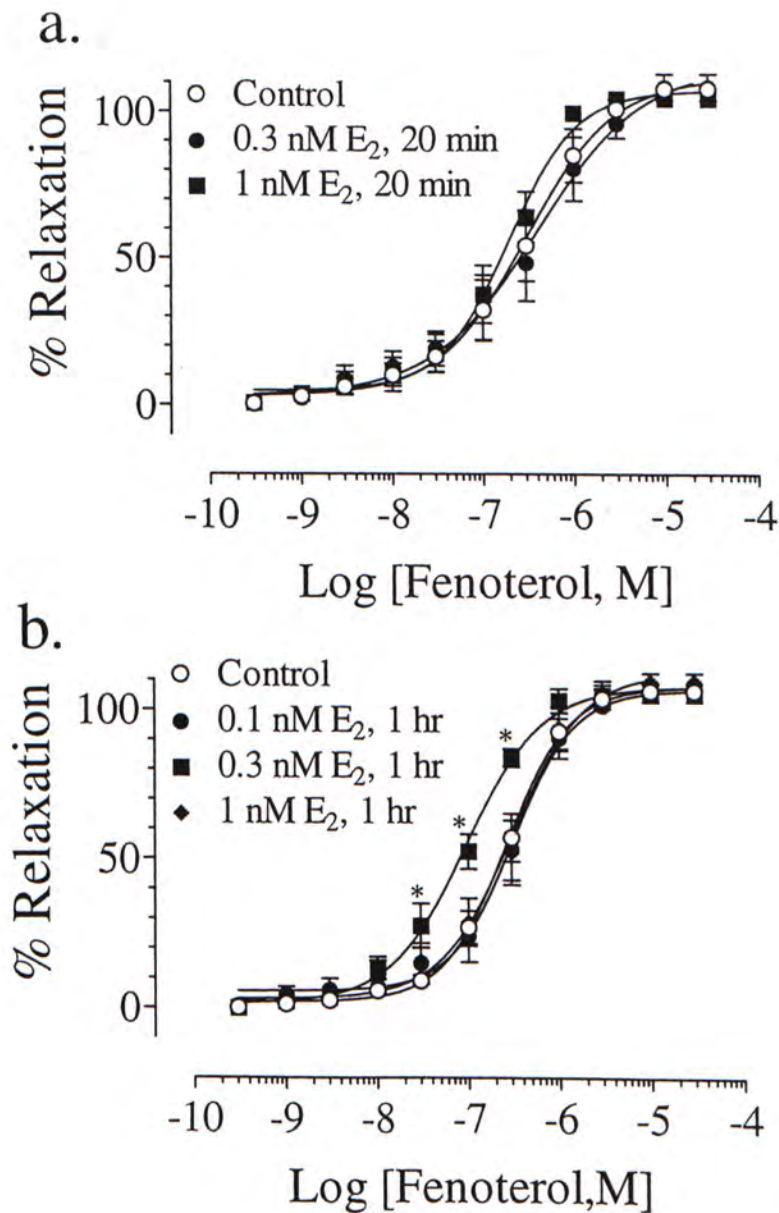 a.
% Relaxation
100
50
0
Control
0.3 nM E₂, 20 min
1 nM E₂, 20 min
-10 -9 -8 -7 -6 -5 -4
Log [Fenoterol, M]
b.
% Relaxation
100
50
0
Control
0.1 nM E₂, 1 hr
0.3 nM E₂, 1 hr
1 nM E₂, 1 hr
* * *
-10 -9 -8 -7 -6 -5 -4
Log [Fenoterol,M]